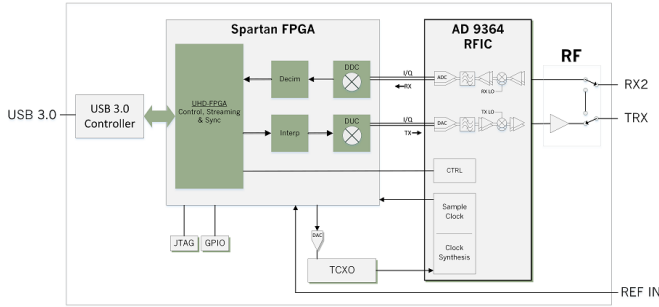 Spartan FPGA
AD 9364
RFIC
RF
DDC
I/Q
ADC
RX
RX LO
RX2
Decim
UHD-FPGA
Control, Streaming
& Sync
USB 3.0
USB 3.0
Controller
Interp
DUC
I/Q
TX
DAC
TX LO
TRX
CTRL
Sample
Clock
Clock
Synthesis
JTAG
GPIO
DAC
TCXO
REF IN